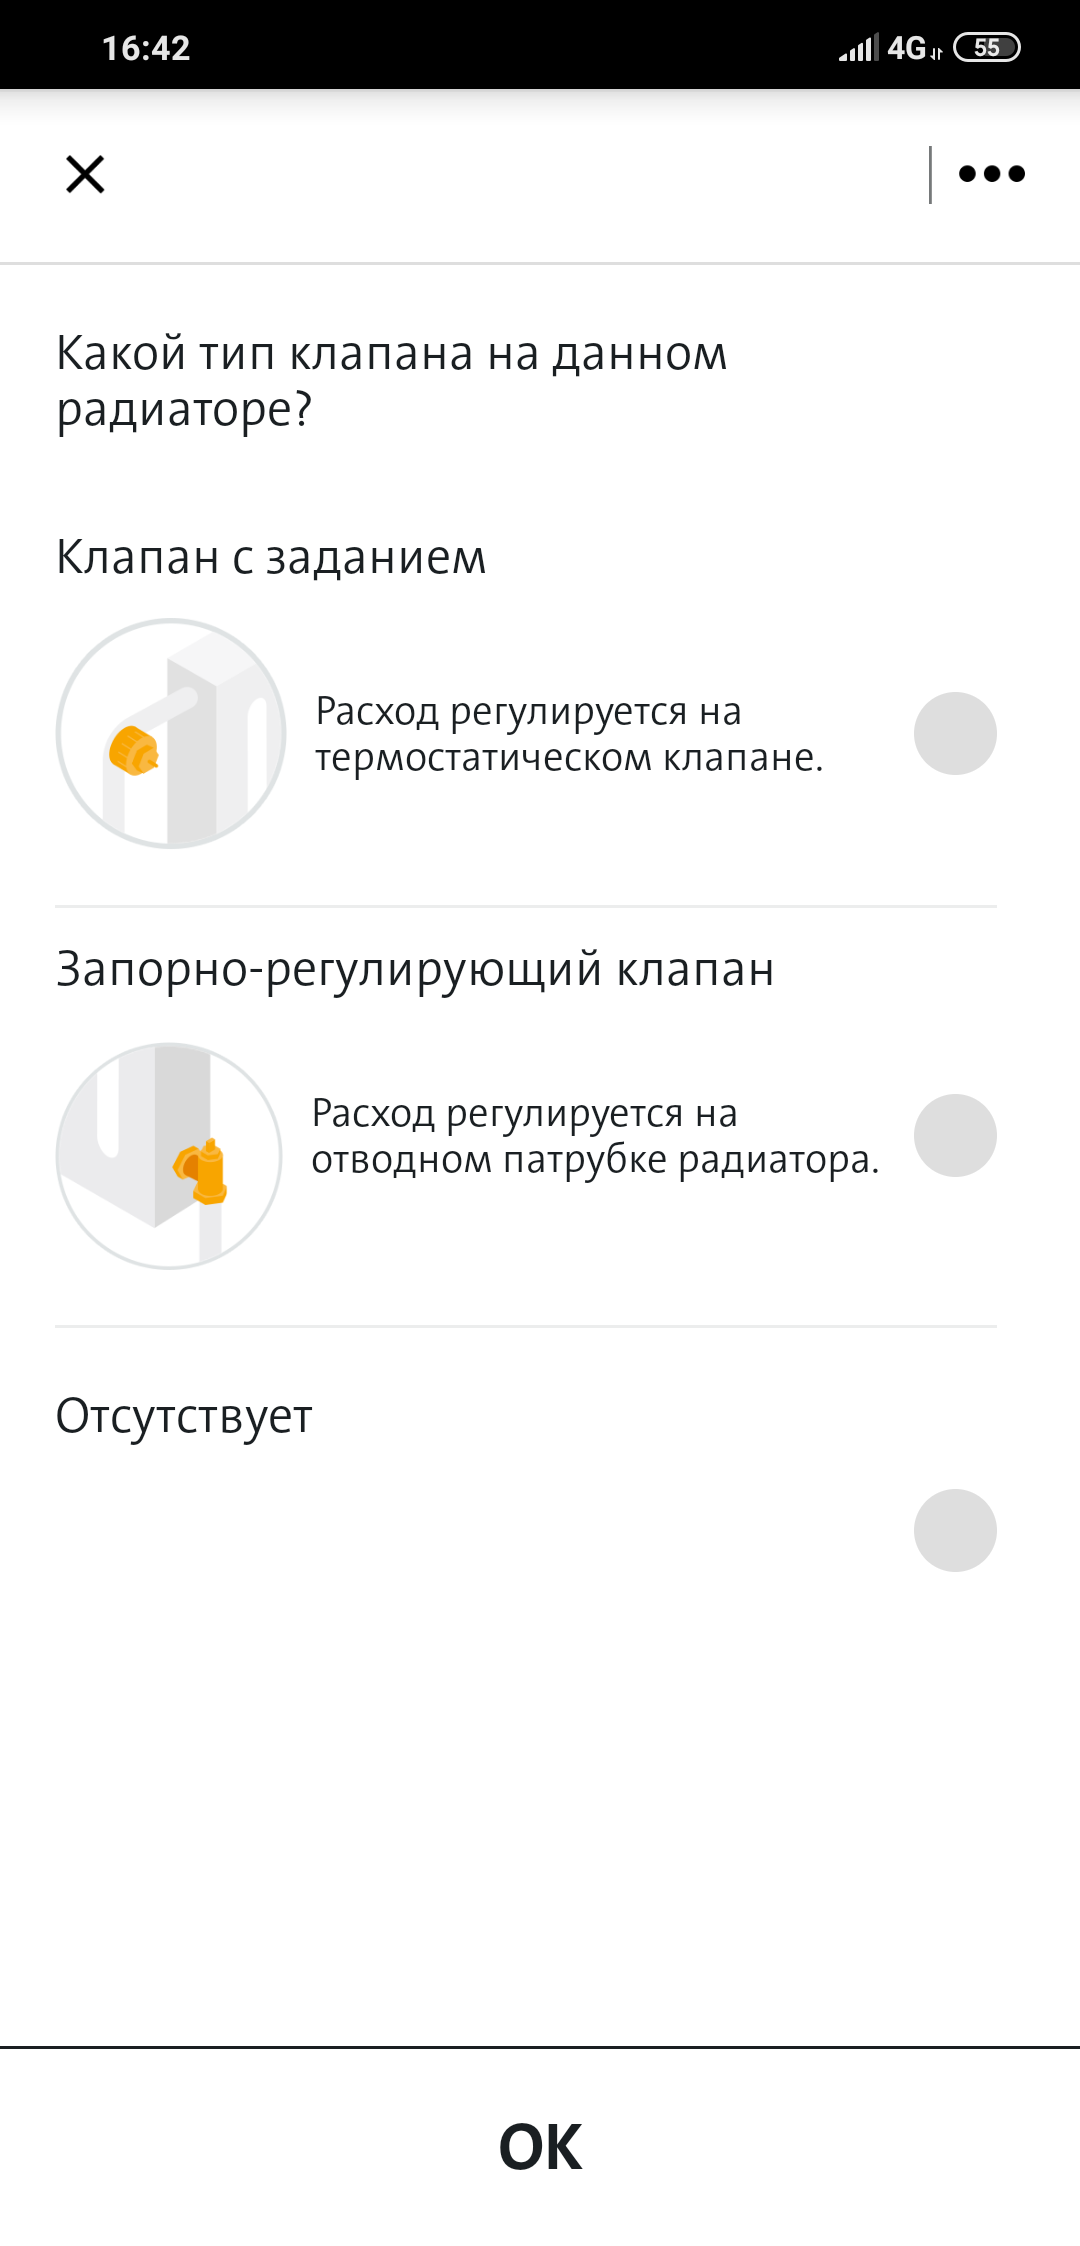 16:42
4G 55
Какой тип клапана на данном
радиаторе?
Клапан с заданием
Расход регулируется на
термостатическом клапане.
Запорно-регулирующий клапан
Расход регулируется на
отводном патрубке радиатора.
Отсутствует
OK